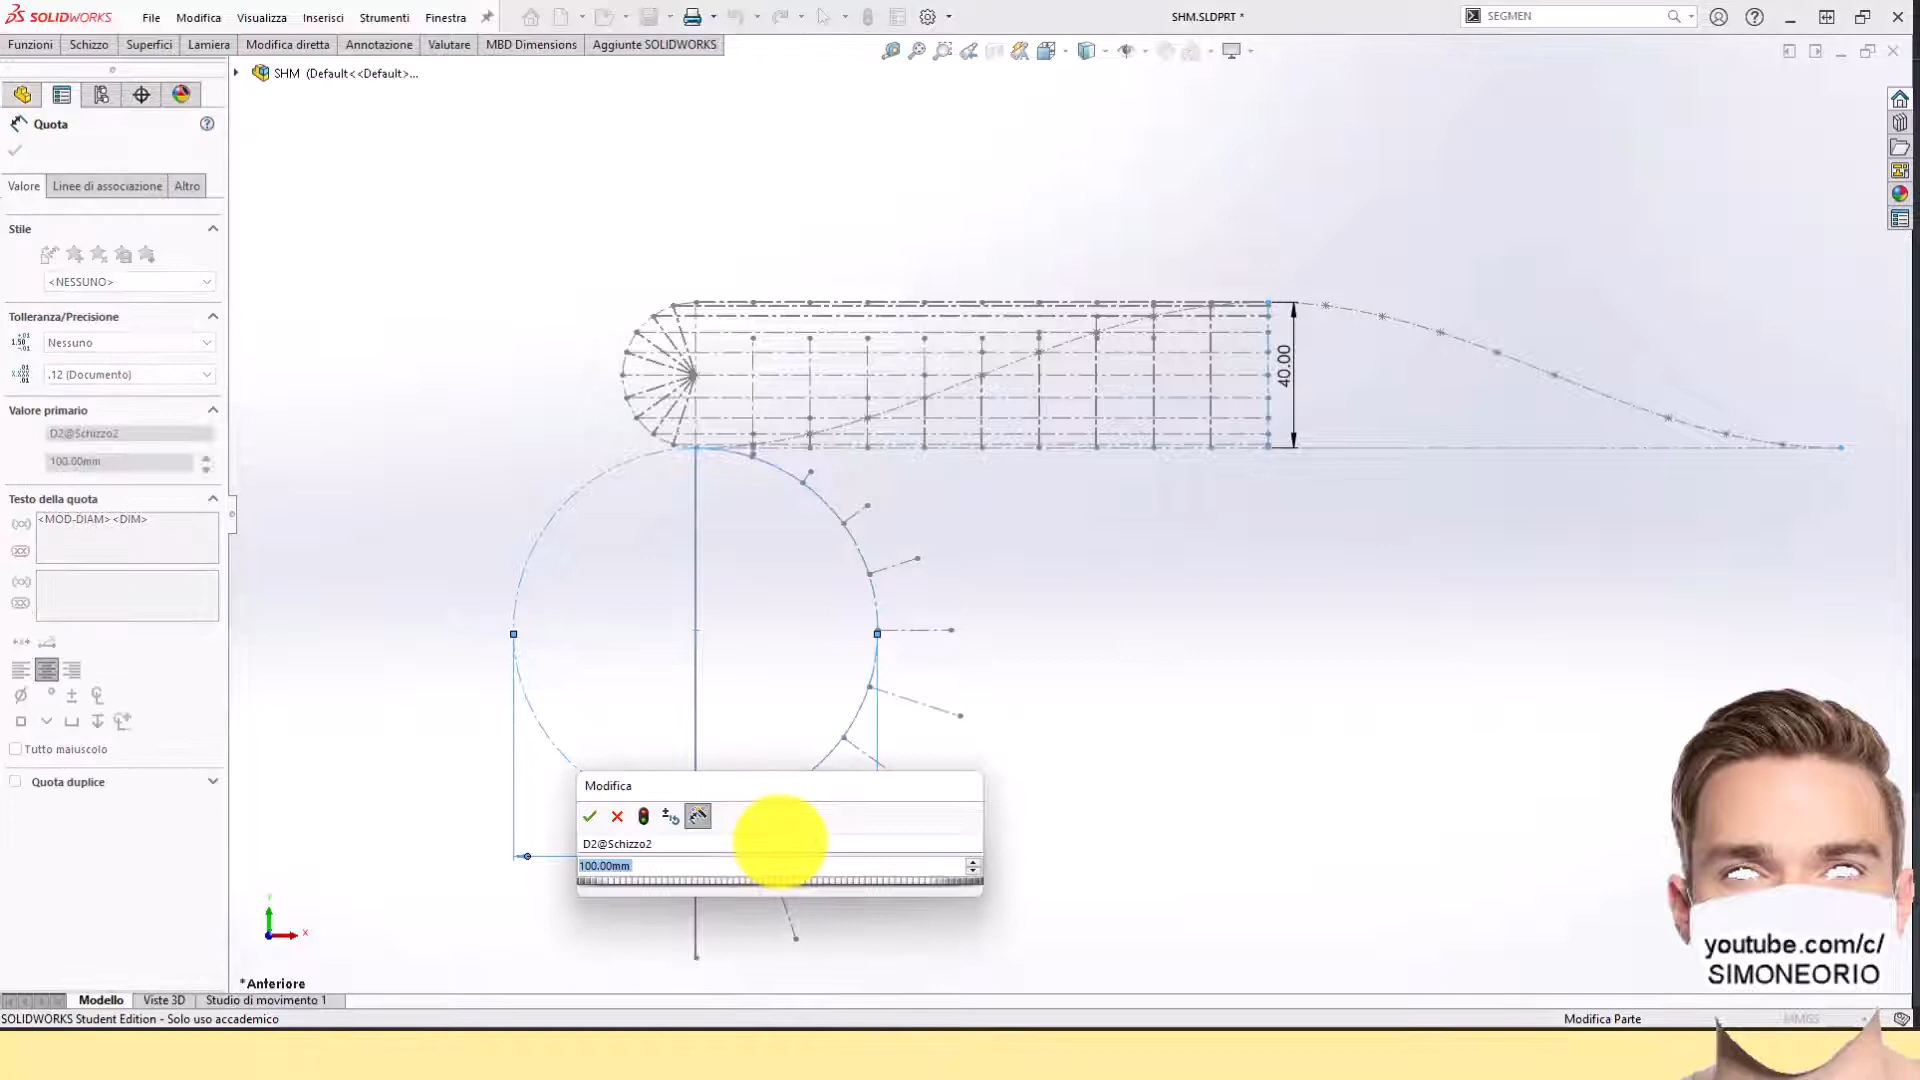 SOLIDWORKS File Modifica Visualizza Inserisci Strumenti Finestra SHM.SLDPRT * SEGMEN
Funzioni Schizzo Superfici Lamiera Modifica diretta Annotazione Valutare MBD Dimensions Aggiunte SOLIDWORKS
SHM (Default<<Default>...
Quota
Valore Linee di associazione Altro
Stile
<NESSUNO>
Tolleranza/Precisione
Nessuno
.12 (Documento)
Valore primario
D2@Schizzo2
100.00mm
Testo della quota
<MOD-DIAM><DIM>
Tutto maiuscolo
Quota duplice
40.00
Modifica
D2@Schizzo2
100.00mm
Y
X
*Anteriore
Modello Viste 3D Studio di movimento 1
SOLIDWORKS Student Edition - Solo uso accademico Modifica Parte MMGS
youtube.com/c/
SIMONEORIO